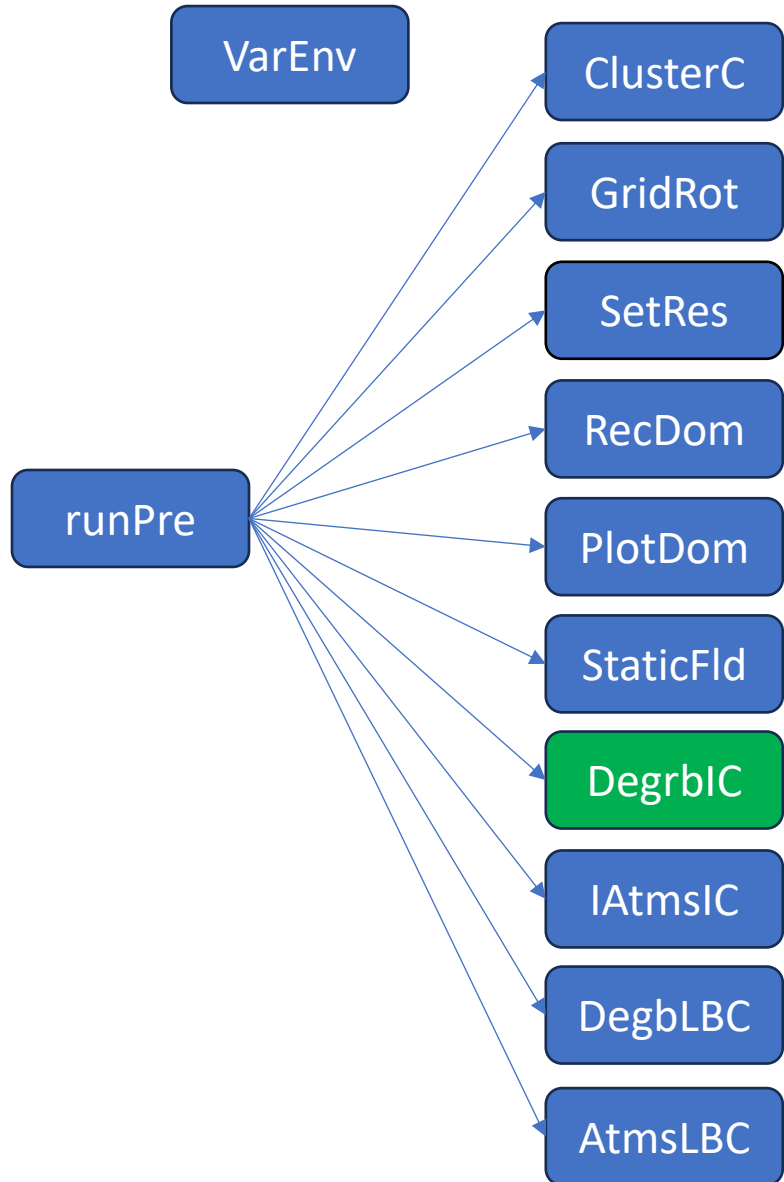 VarEnv
ClusterC
GridRot
SetRes
RecDom
runPre
PlotDom
StaticFld
DegrbIC
IAtmsIC
DegbLBC
AtmsLBC